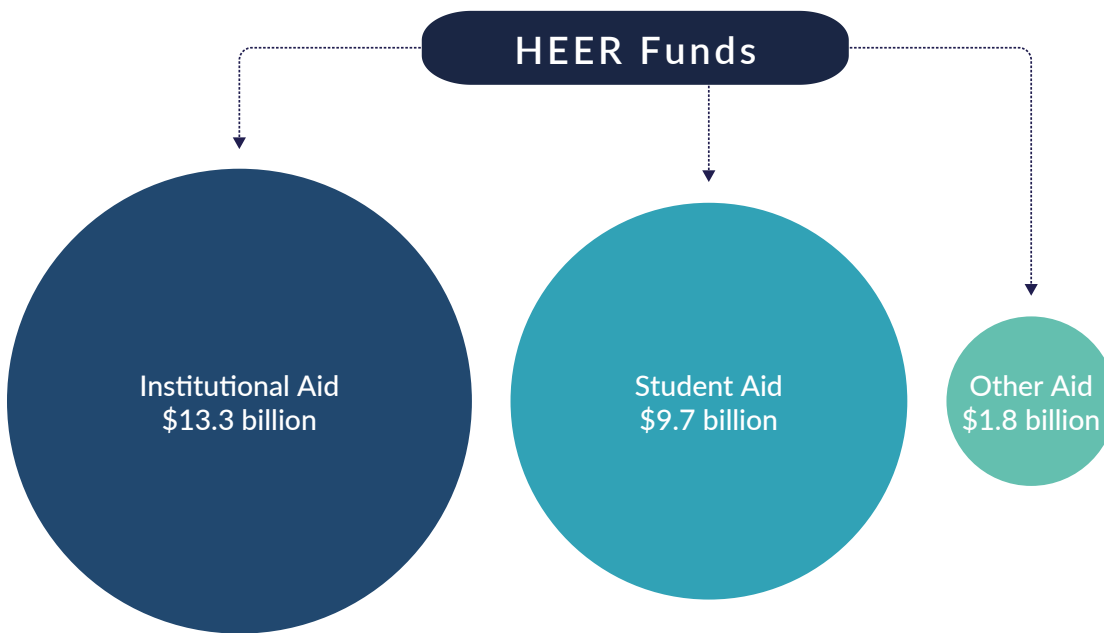 HEER Funds
Institutional Aid
$13.3 billion
Student Aid
$9.7 billion
Other Aid
$1.8 billion